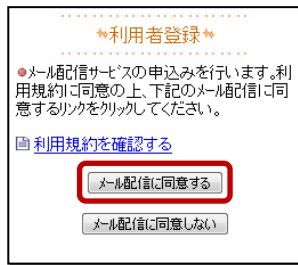 利用者登録
●ﾒｰﾙ配信ｻｰﾋﾞｽの申込みを行います。利
用規約に同意の上、下記のﾒｰﾙ配信に同
意するﾘﾝｸをｸﾘｯｸしてください。
利用規約を確認する
ﾒｰﾙ配信に同意する
ﾒｰﾙ配信に同意しない